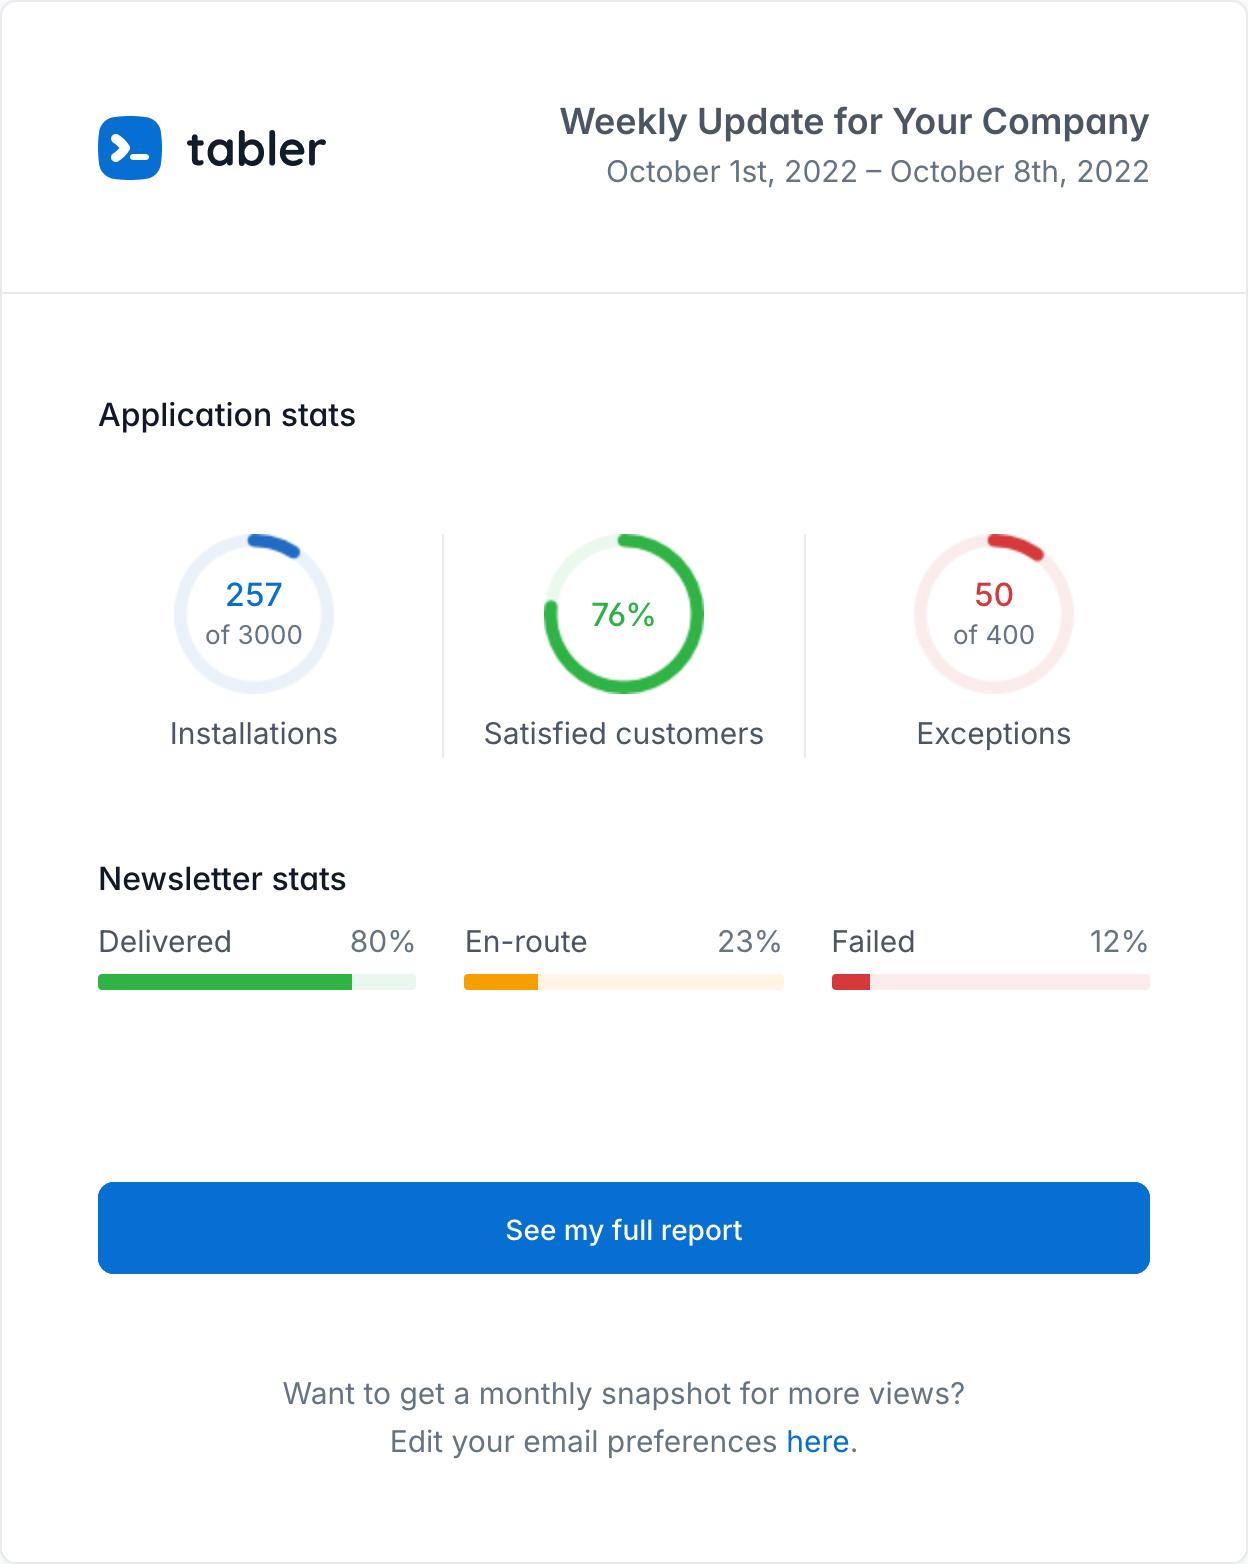 tabler
Weekly Update for Your Company
October 1st, 2022 – October 8th, 2022
Application stats
257
of 3000
Installations
76%
Satisfied customers
50
of 400
Exceptions
Newsletter stats
Delivered 80%
En-route 23%
Failed 12%
See my full report
Want to get a monthly snapshot for more views?
Edit your email preferences here.